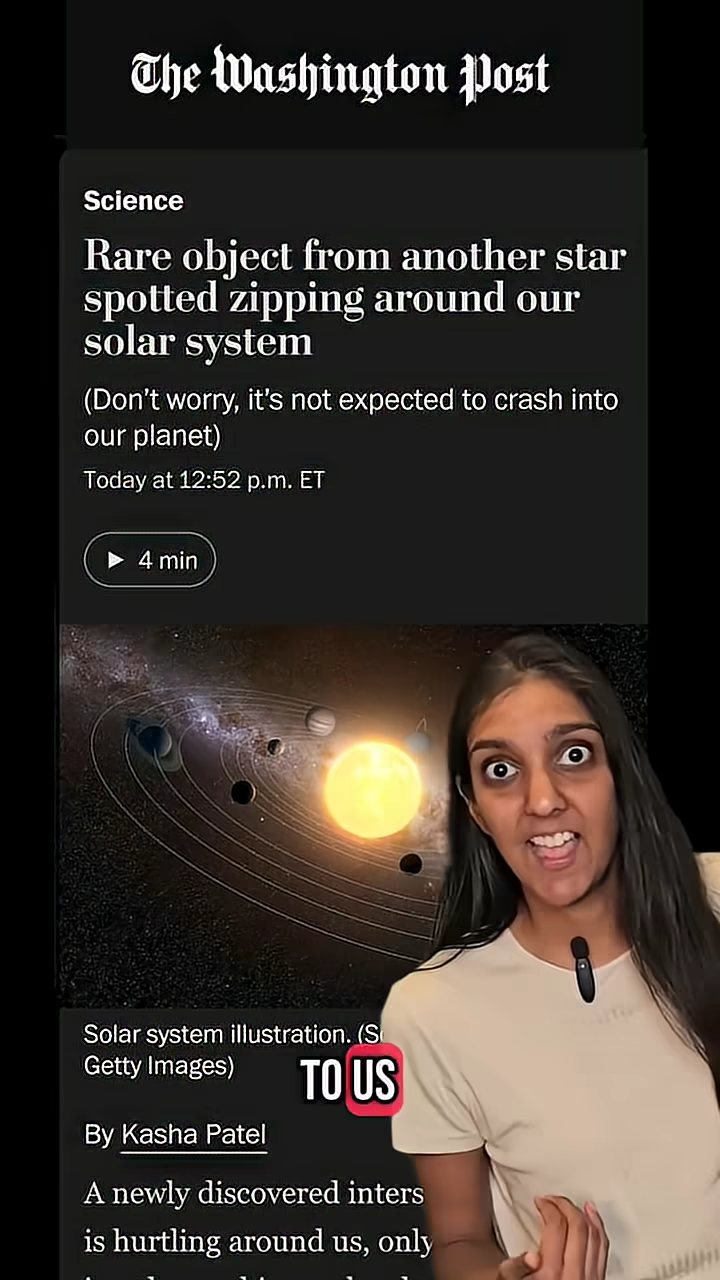 The Washington Post
Science
Rare object from another star
spotted zipping around our
solar system
(Don't worry, it's not expected to crash into
our planet)
Today at 12:52 p.m. ET
4 min
Solar system illustration.
Getty Images)
TO US
By Kasha Patel
A newly discovered
is hurtling around us, only